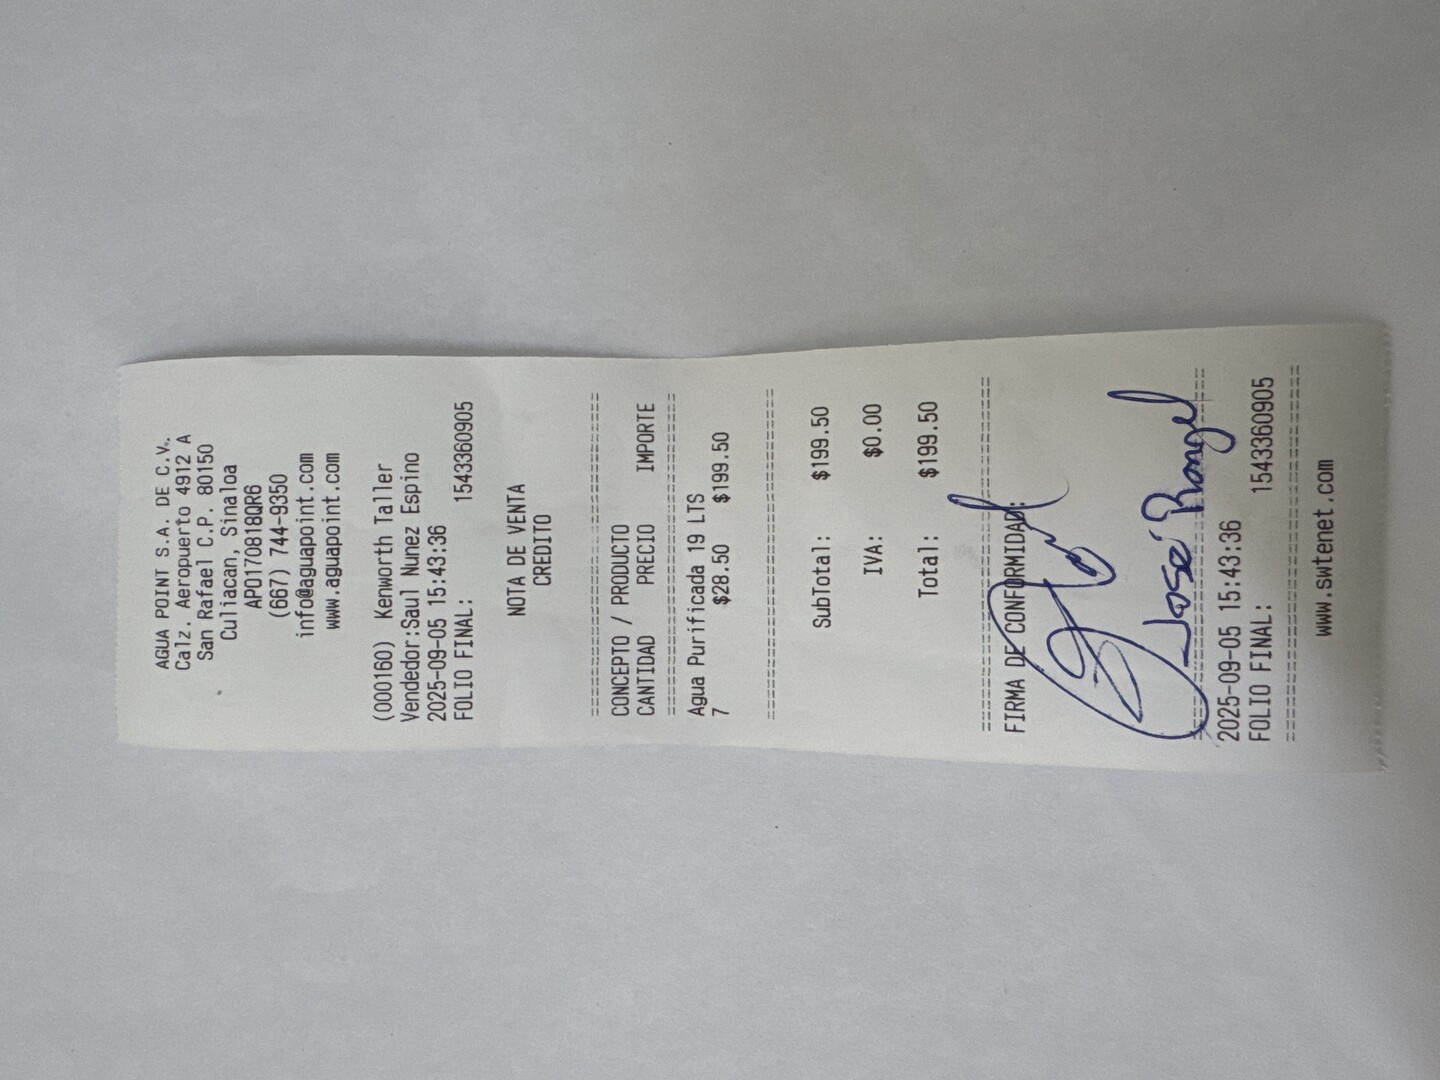 AGUA POINT S.A. DE C.V.
Calz. Aeropuerto 4912 A
San Rafael C.P. 80150
Culiacan, Sinaloa
APO170818QR6
(667) 744-9350
info@aguapoint.com
www.aguapoint.com
(000160) Kenworth Taller
Vendedor:Saul Nunez Espino
2025-09-05 15:43:36
FOLIO FINAL: 1543360905
NOTA DE VENTA
CREDITO
CONCEPTO / PRODUCTO
CANTIDAD PRECIO IMPORTE
Agua Purificada 19 LTS
7 $28.50 $199.50
SubTotal: $199.50
IVA: $0.00
Total: $199.50
FIRMA DE CONFORMIDAD:
José Rangel
2025-09-05 15:43:36
FOLIO FINAL: 1543360905
www.swtenet.com